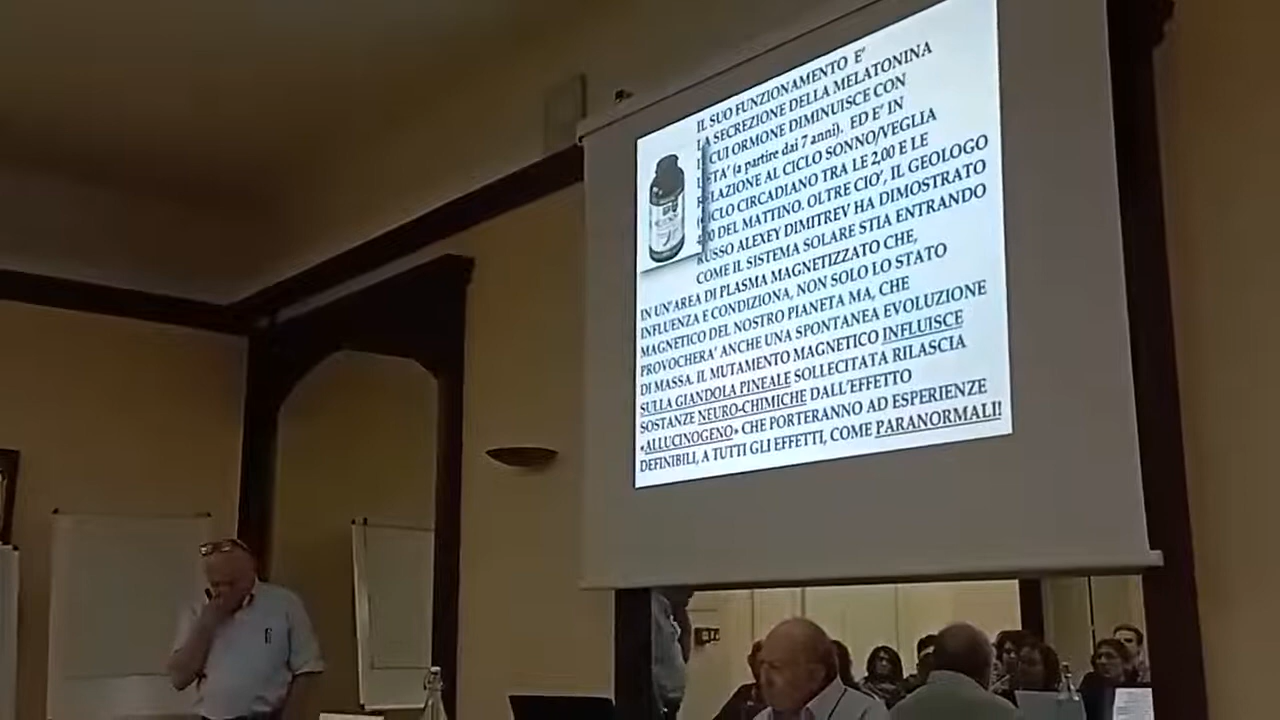 IL SUO FUNZIONAMENTO E'
LA SECREZIONE DELLA MELATONINA
CUI ORMONE DIMINUISCE CON
ETA' (a partire dai 7 anni). ED E' IN
RELAZIONE AL CICLO SONNO/VEGLIA
CICLO CIRCADIANO TRA LE 2,00 E LE
DEL MATTINO. OLTRE CIO', IL GEOLOGO
RUSSO ALEXEY DIMITREV HA DIMOSTRATO
COME IL SISTEMA SOLARE STIA ENTRANDO
IN UN'AREA DI PLASMA MAGNETIZZATO CHE,
INFLUENZA E CONDIZIONA, NON SOLO LO STATO
MAGNETICO DEL NOSTRO PIANETA MA, CHE
PROVOCHERA' ANCHE UNA SPONTANEA EVOLUZIONE
DI MASSA. IL MUTAMENTO MAGNETICO INFLUISCE
SULLA GIANDOLA PINEALE SOLLECITATA RILASCIA
SOSTANZE NEURO-CHIMICHE DALL'EFFETTO
«ALLUCINOGENO» CHE PORTERANNO AD ESPERIENZE
DEFINIBILI, A TUTTI GLI EFFETTI, COME PARANORMALI!